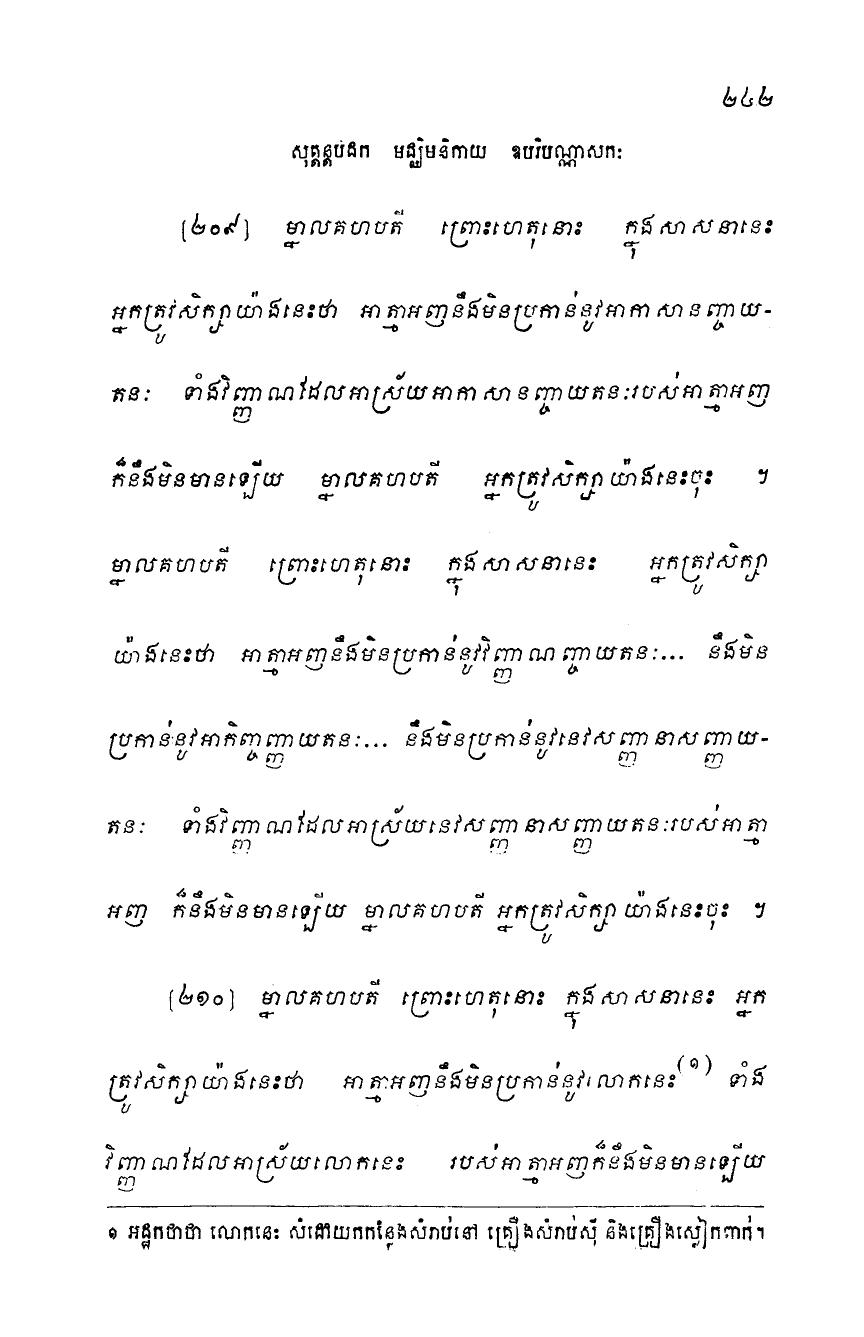 ២៤២
សុត្តន្តបិដក មជ្ឈិមនិកាយ ឧបរិបណ្ណាសកៈ
[២០៩] ម្នាលគហបតី ព្រោះហេតុនោះ ក្នុងសាសនានេះ
អ្នកត្រូវសិក្សាយ៉ាងនេះថា អាត្មាអញនឹងមិនប្រកាន់នូវអាកាសានញ្ចាយ-
តនៈ ទាំងវិញ្ញាណដែលអាស្រ័យអាកាសានញ្ចាយតនៈរបស់អាត្មាអញ
ក៏នឹងមិនមានឡើយ ម្នាលគហបតី អ្នកត្រូវសិក្សាយ៉ាងនេះចុះ ។
ម្នាលគហបតី ព្រោះហេតុនោះ ក្នុងសាសនានេះ អ្នកត្រូវសិក្សា
យ៉ាងនេះថា អាត្មាអញនឹងមិនប្រកាន់នូវវិញ្ញាណញ្ចាយតនៈ... នឹងមិន
ប្រកាន់នូវអាកិញ្ចញ្ញាយតនៈ... នឹងមិនប្រកាន់នូវនេវសញ្ញានាសញ្ញាយ-
តនៈ ទាំងវិញ្ញាណដែលអាស្រ័យនេវសញ្ញានាសញ្ញាយតនៈរបស់អាត្មា
អញ ក៏នឹងមិនមានឡើយ ម្នាលគហបតី អ្នកត្រូវសិក្សាយ៉ាងនេះចុះ ។
[២១០] ម្នាលគហបតី ព្រោះហេតុនោះ ក្នុងសាសនានេះ អ្នក
ត្រូវសិក្សាយ៉ាងនេះថា អាត្មាអញនឹងមិនប្រកាន់នូវលោកនេះ(១) ទាំង
វិញ្ញាណដែលអាស្រ័យលោកនេះ របស់អាត្មាអញក៏នឹងមិនមានឡើយ
១ អដ្ឋកថាថា លោកនេះ សំដៅយកកន្លែងសំរាប់នៅ គ្រឿងសំរាប់ស៊ី និងគ្រឿងស្លៀកពាក់។